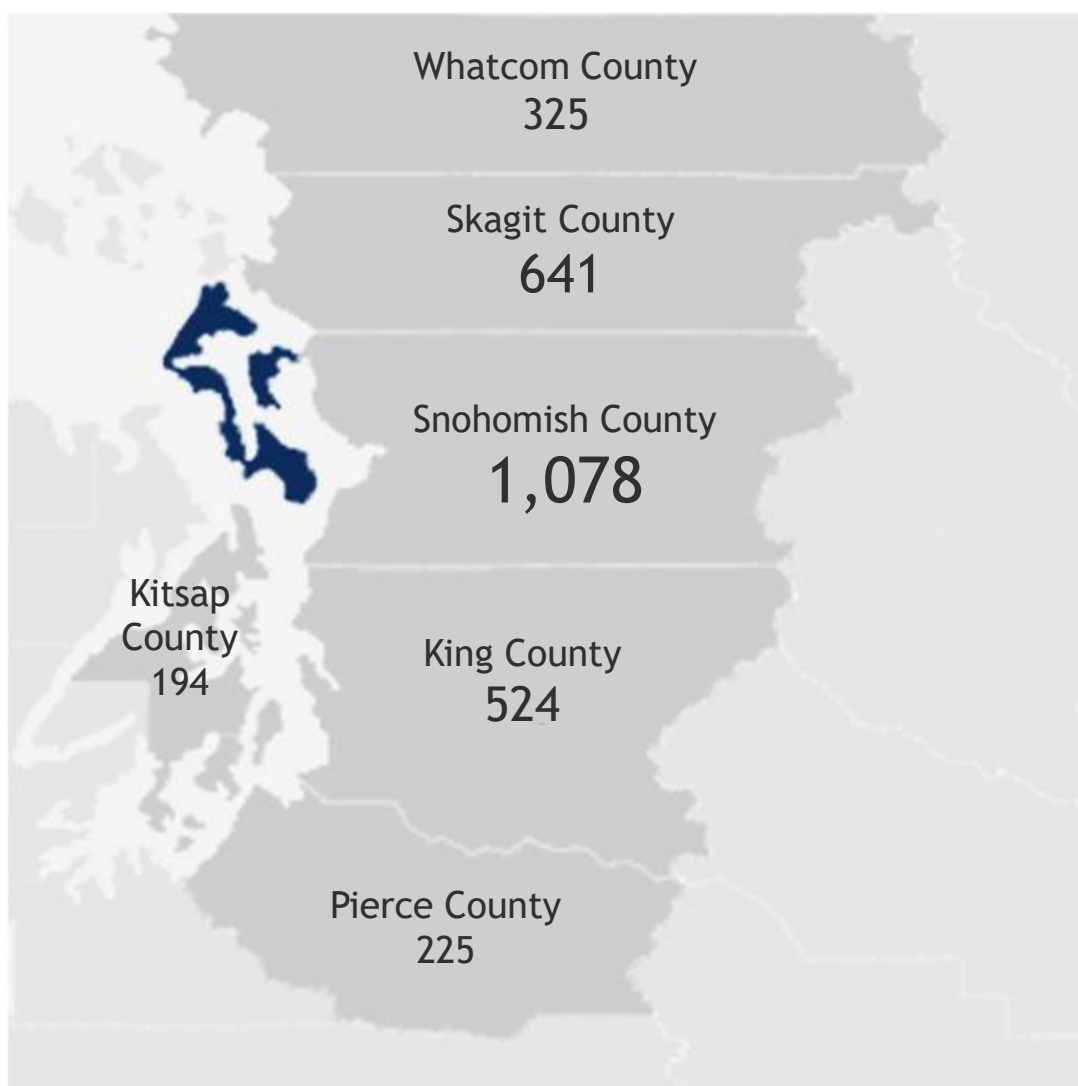 Whatcom County
325
Skagit County
641
Snohomish County
1,078
Kitsap
County
194
King County
524
Pierce County
225